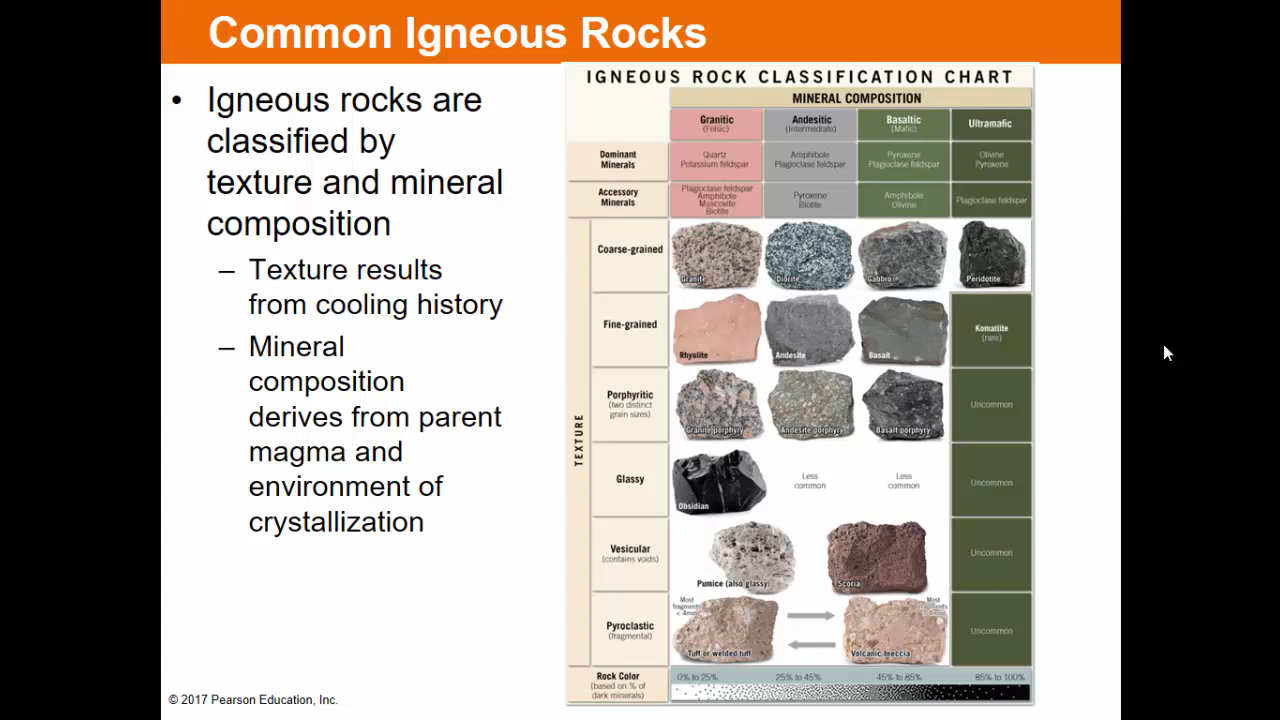 Common Igneous Rocks
• Igneous rocks are
classified by
texture and mineral
composition
– Texture results
from cooling history
– Mineral
composition
derives from parent
magma and
environment of
crystallization
© 2017 Pearson Education, Inc.
IGNEOUS ROCK CLASSIFICATION CHART
MINERAL COMPOSITION
Granitic
(Felsic)
Andesitic
(Intermediate)
Basaltic
(Mafic)
Ultramafic
Dominant
Minerals
Quartz
Potassium feldspar
Amphibole
Plagioclase feldspar
Pyroxene
Plagioclase feldspar
Olivine
Pyroxene
Accessory
Minerals
Plagioclase feldspar
Amphibole
Muscovite
Biotite
Pyroxene
Biotite
Amphibole
Olivine
Plagioclase feldspar
TEXTURE
Coarse-grained
Granite
Diorite
Gabbro
Peridotite
Fine-grained
Rhyolite
Andesite
Basalt
Komatiite
(rare)
Porphyritic
(two distinct
grain sizes)
Granite porphyry
Andesite porphyry
Basalt porphyry
Uncommon
Glassy
Obsidian
Less
common
Less
common
Uncommon
Vesicular
(contains voids)
Pumice (also glassy)
Scoria
Uncommon
Pyroclastic
(fragmental)
Most
fragments
< 4mm
Tuff or welded tuff
Most
fragments
Volcanic breccia
Uncommon
Rock Color
(based on % of
dark minerals)
0% to 25%
25% to 45%
45% to 85%
85% to 100%